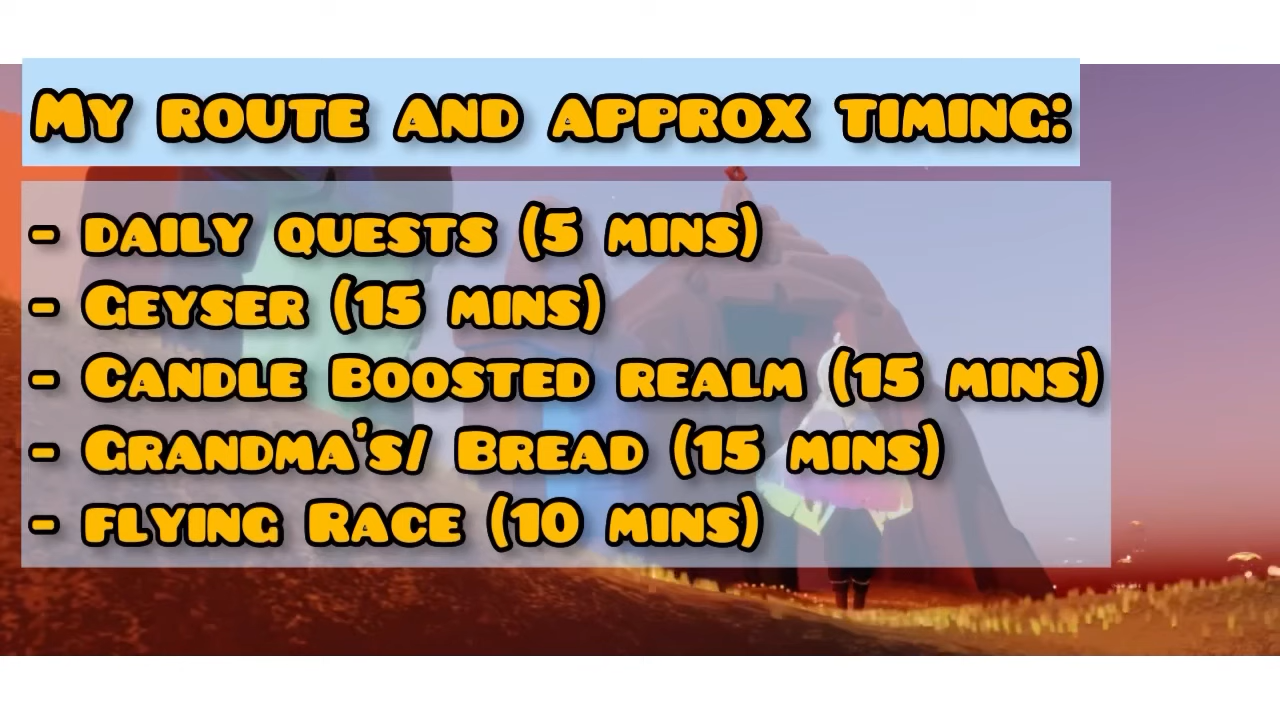 My route and approx timing:
- daily quests (5 mins)
- Geyser (15 mins)
- Candle Boosted realm (15 mins)
- Grandma's/ Bread (15 mins)
- flying Race (10 mins)